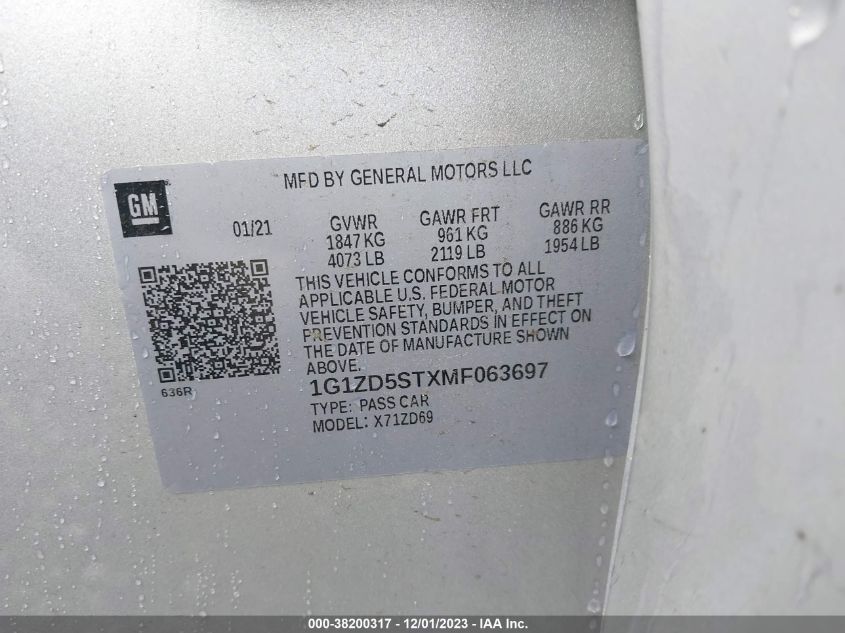 MFD BY GENERAL MOTORS LLC
GM
01/21
GVWR
1847 KG
4073 LB
GAWR FRT
961 KG
2119 LB
GAWR RR
886 KG
1954 LB
THIS VEHICLE CONFORMS TO ALL
APPLICABLE U.S. FEDERAL MOTOR
VEHICLE SAFETY, BUMPER, AND THEFT
PREVENTION STANDARDS IN EFFECT ON
THE DATE OF MANUFACTURE SHOWN
ABOVE.
636R
1G1ZD5STXMF063697
TYPE: PASS CAR
MODEL: X71ZD69
000-38200317 - 12/01/2023 - IAA Inc.